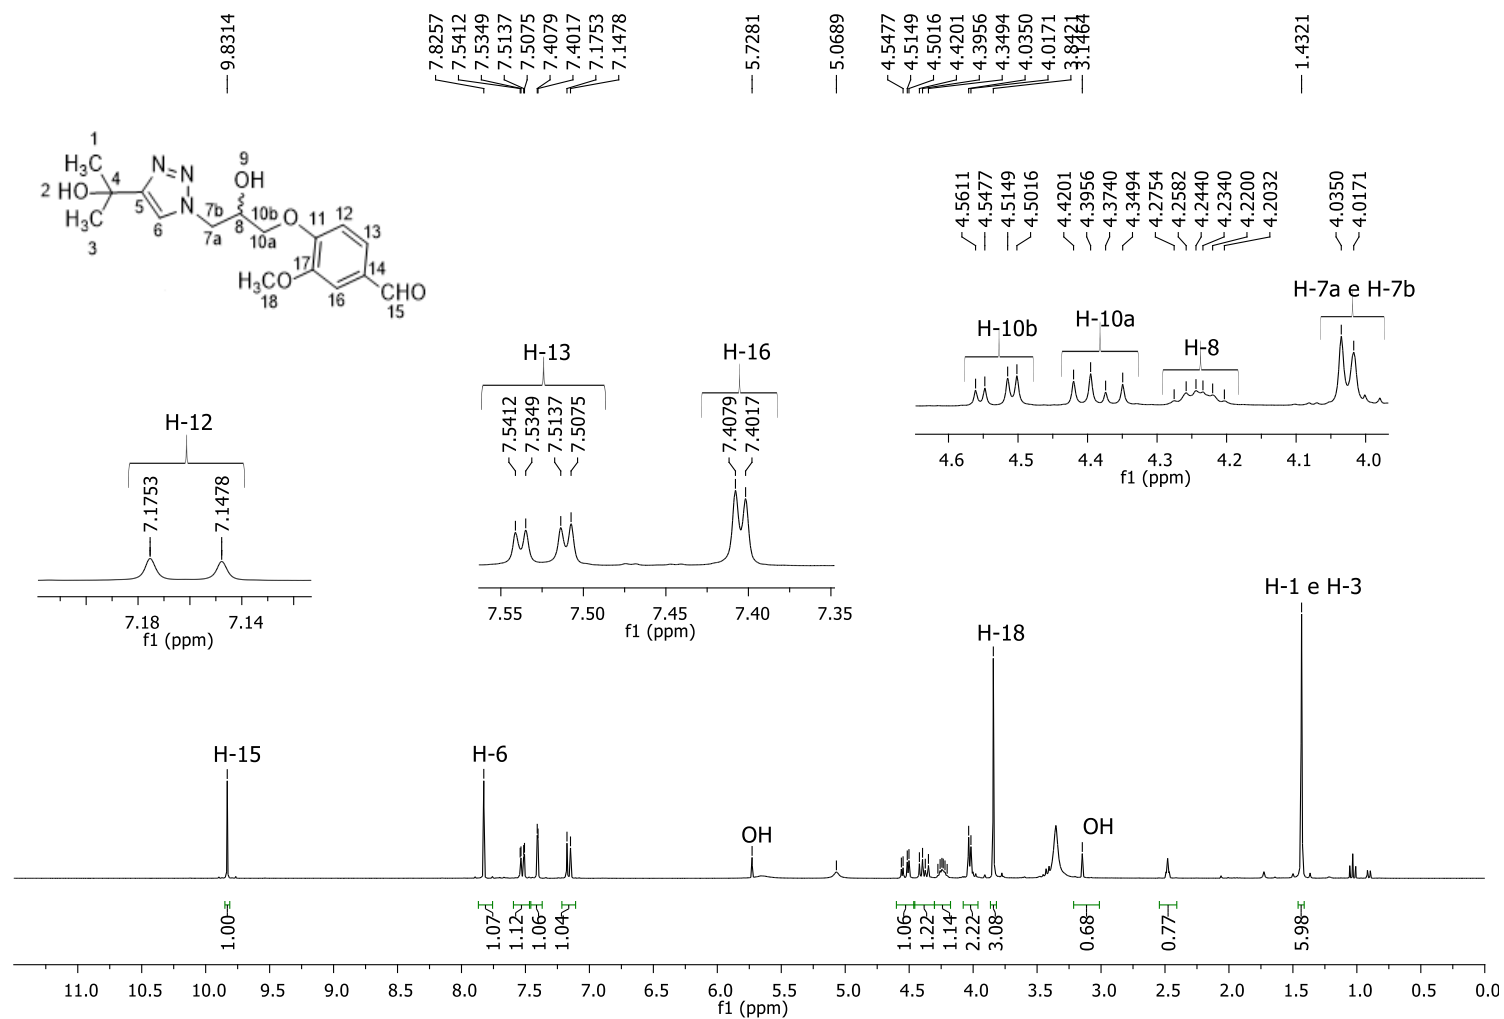 9.8314
7.8257
7.5412
7.5349
7.5137
7.5075
7.4079
7.4017
7.1753
7.1478
5.7281
5.0689
4.5477
4.5149
4.5016
4.4201
4.3956
4.3494
4.0350
4.0171
3.8421
3.1464
1.4321
1
H₃C
N
N
N
9
OH
2 HO
4
5
6
7b
7a
8
10b
10a
O
11
12
13
H₃C
3
17
14
H₃CO
18
16
CHO
15
4.5611
4.5477
4.5149
4.5016
4.4201
4.3956
4.3740
4.3494
4.2754
4.2582
4.2440
4.2340
4.2200
4.2032
4.0350
4.0171
H-7a e H-7b
H-10b
H-10a
H-8
4.6 4.5 4.4 4.3 4.2 4.1 4.0
f1 (ppm)
H-13
H-16
7.5412
7.5349
7.5137
7.5075
7.4079
7.4017
7.55 7.50 7.45 7.40 7.35
f1 (ppm)
H-12
7.1753
7.1478
7.18 7.14
f1 (ppm)
H-1 e H-3
H-18
H-15
H-6
OH
OH
1.00
1.07
1.12
1.06
1.04
1.06
1.22
1.14
2.22
3.08
0.68
0.77
5.98
11.0 10.5 10.0 9.5 9.0 8.5 8.0 7.5 7.0 6.5 6.0 5.5 5.0 4.5 4.0 3.5 3.0 2.5 2.0 1.5 1.0 0.5 0.0
f1 (ppm)